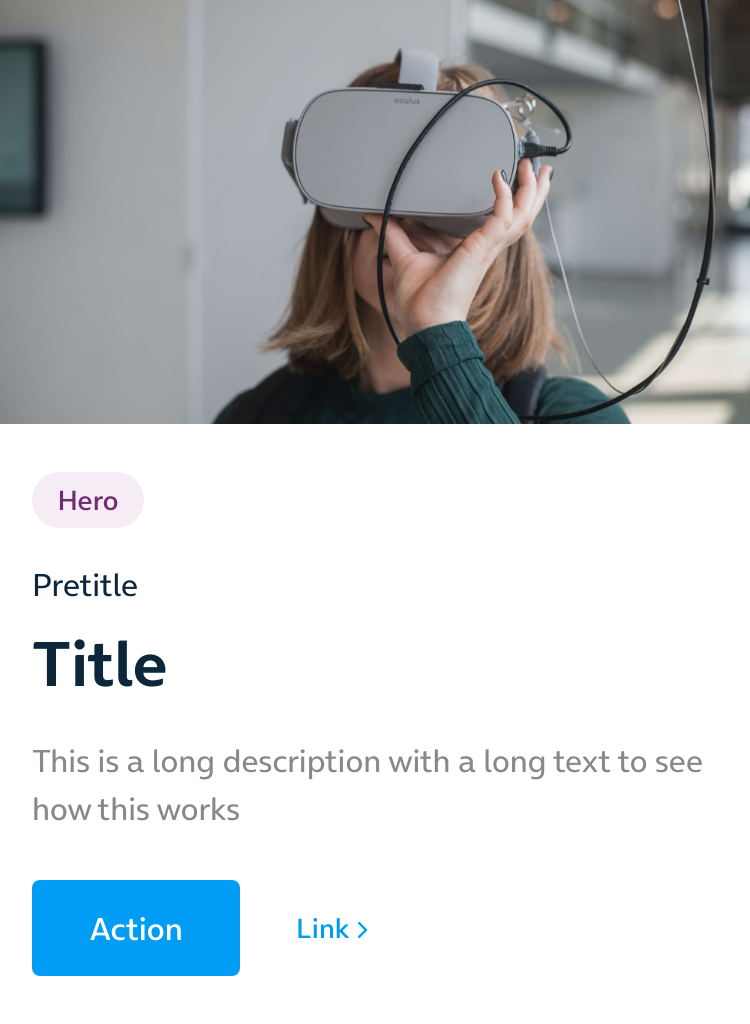 oculus
Hero
Pretitle
Title
This is a long description with a long text to see
how this works
Action
Link